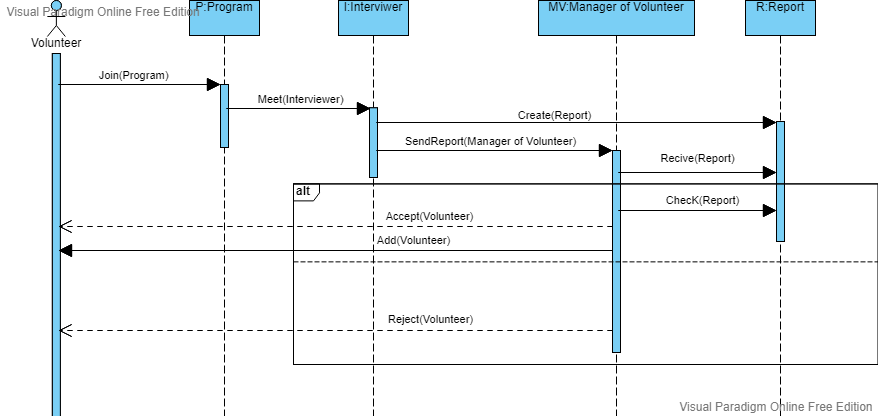 Visual Paradigm Online Free Edition
P:Program
I:Interviwer
MV:Manager of Volunteer
R:Report
Volunteer
Join(Program)
Meet(Interviewer)
Create(Report)
SendReport(Manager of Volunteer)
Recive(Report)
alt
ChecK(Report)
Accept(Volunteer)
Add(Volunteer)
Reject(Volunteer)
Visual Paradigm Online Free Edition